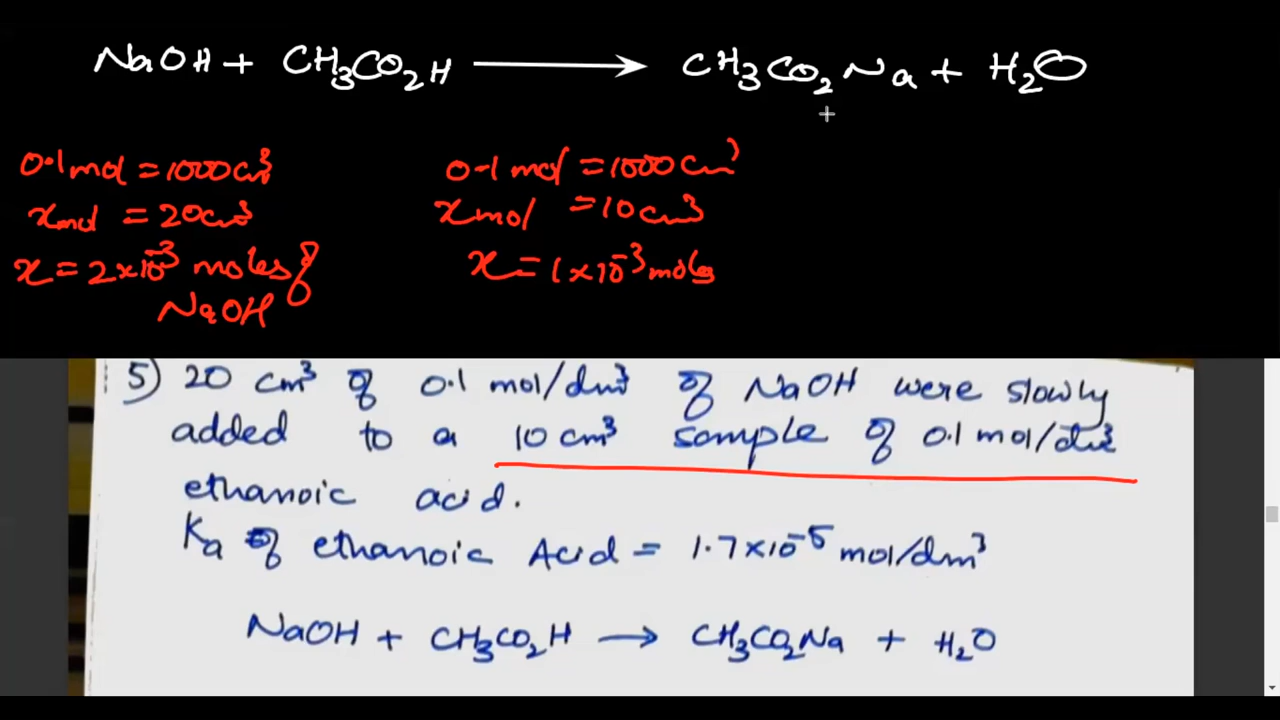 NaOH + CH₃CO₂H ⟶ CH₃CO₂Na + H₂O
0.1 mol = 1000 cm³
x mol = 20 cm³
x = 2 × 10⁻³ moles of
NaOH
0.1 mol = 1000 cm³
x mol = 10 cm³
x = 1 × 10⁻³ moles
5) 20 cm³ of 0.1 mol/dm³ of NaOH were slowly
added to a 10 cm³ sample of 0.1 mol/dm³
ethanoic acid.
Ka of ethanoic Acid = 1.7 × 10⁻⁵ mol/dm³
NaOH + CH₃CO₂H → CH₃CO₂Na + H₂O